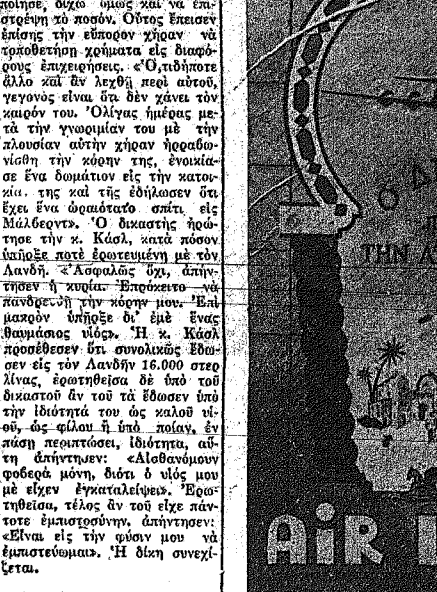 ποίησε, δίχως ὅμως καὶ νὰ ἐπι-
στρέψῃ τὸ ποσόν. Οὗτος ἔπεισεν
ἐπίσης τὴν εὔπορον χήραν νὰ
τοποθετήσῃ χρήματα εἰς διαφό-
ρους ἐπιχειρήσεις. «Ὁ,τιδήποτε
ἄλλο καὶ ἂν λεχθῇ περὶ αὐτοῦ,
γεγονὸς εἶναι ὅτι δὲν χάνει τὸν
καιρόν του. Ὀλίγας ἡμέρας με-
τὰ τὴν γνωριμίαν του μὲ τὴν
πλουσίαν αὐτὴν χήραν ἠρραβω-
νίσθη τὴν κόρην της, ἐνοικία-
σε ἕνα δωμάτιον εἰς τὴν κατοι-
κία της καὶ τῆς ἐδήλωσεν ὅτι
ἔχει ἕνα ὡραιότατο σπίτι εἰς
Μάλβερντ». Ὁ δικαστὴς ἠρώ-
τησε τὴν κ. Κάσλ, κατὰ πόσον
ὑπῆρξε ποτὲ ἐρωτευμένη μὲ τὸν
Λανδῆ. «Ἀσφαλῶς ὄχι, ἀπήν-
τησεν ἡ κυρία. Ἐπρόκειτο νὰ
πανδρευθῇ τὴν κόρην μου. Ἐπὶ
μακρὸν ὑπῆρξε δι' ἐμὲ ἕνας
θαυμάσιος υἱός». Ἡ κ. Κάσλ
προσέθεσεν ὅτι συνολικῶς ἔδω-
σεν εἰς τὸν Λανδῆν 16.000 στερ
λίνας, ἐρωτηθεῖσα δὲ ὑπὸ τοῦ
δικαστοῦ ἂν τοῦ τὰ ἔδωσεν ὑπὸ
τὴν ἰδιότητά του ὡς καλοῦ υἱ-
οῦ, ὡς φίλου ἢ ὑπὸ ποίαν, ἐν
πάσῃ περιπτώσει, ἰδιότητα, αὕ-
τη ἀπήντησεν: «Αἰσθανόμουν
φοβερὰ μόνη, διότι ὁ υἱός μου
μὲ εἶχεν ἐγκαταλείψει». Ἐρω-
τηθεῖσα, τέλος ἂν τοῦ εἶχε πάν-
τοτε ἐμπιστοσύνην, ἀπήντησεν:
«Εἶναι εἰς τὴν φύσιν μου νὰ
ἐμπιστεύωμαι». Ἡ δίκη συνεχί-
ζεται.
Ο Δ
ΤΗΝ Α
AiR